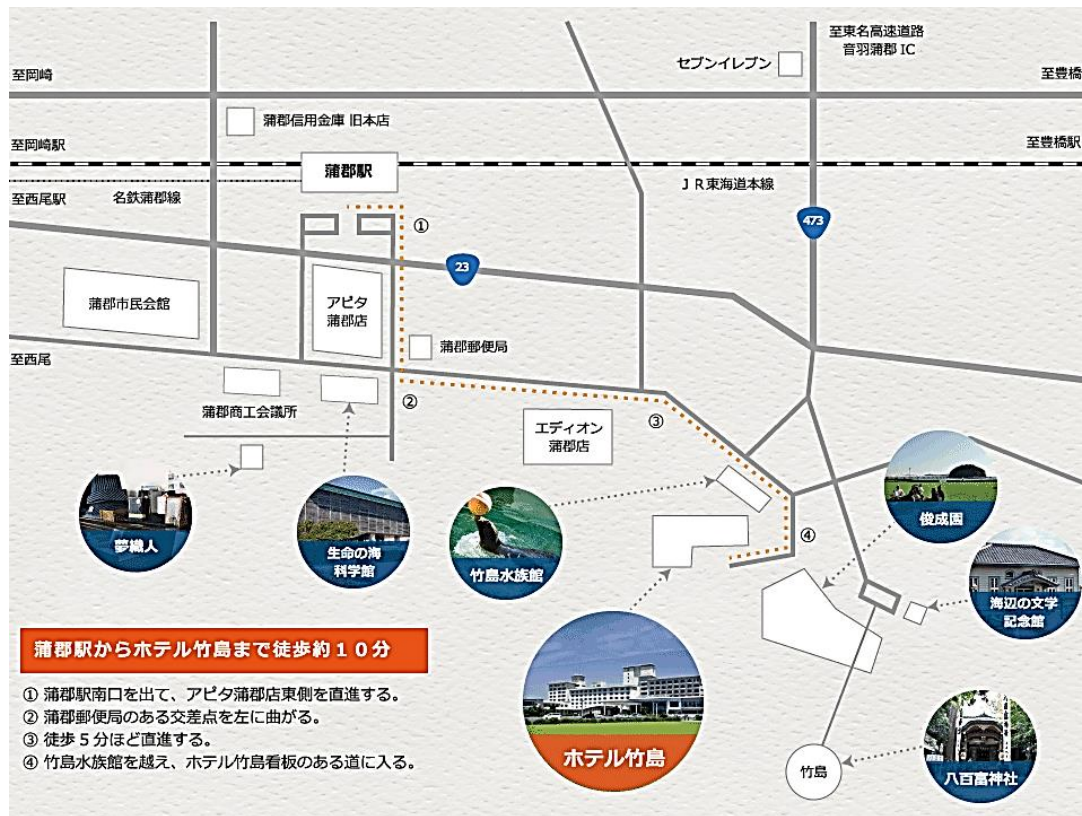 至東名高速道路
音羽蒲郡 IC
セブンイレブン
至岡崎
至豊橋
蒲郡信用金庫 旧本店
至岡崎駅
至豊橋駅
蒲郡駅
至西尾駅
名鉄蒲郡線
ＪＲ東海道本線
①
473
23
蒲郡市民会館
アピタ
蒲郡店
蒲郡郵便局
至西尾
②
蒲郡商工会議所
③
エディオン
蒲郡店
夢織人
生命の海
科学館
竹島水族館
④
俊成園
海辺の文学
記念館
蒲郡駅からホテル竹島まで徒歩約１０分
① 蒲郡駅南口を出て、アピタ蒲郡店東側を直進する。
② 蒲郡郵便局のある交差点を左に曲がる。
③ 徒歩５分ほど直進する。
④ 竹島水族館を越え、ホテル竹島看板のある道に入る。
ホテル竹島
竹島
八百富神社